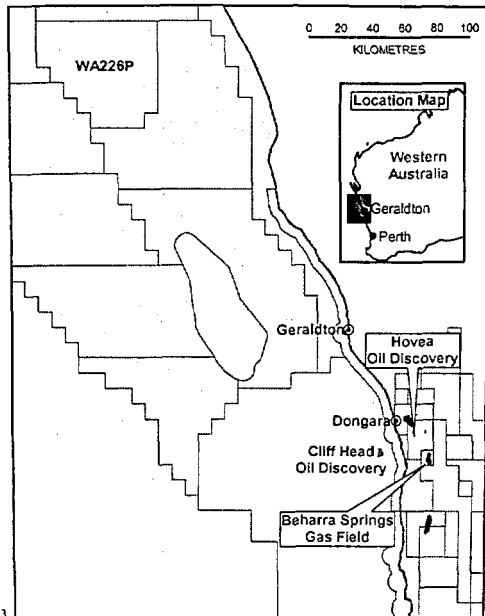 0 20 40 60 80 100
KILOMETRES
WA226P
Location Map
Western
Australia
Geraldton
Perth
Geraldton
Hovea
Oil Discovery
Dongara
Cliff Head
Oil Discovery
Beharra Springs
Gas Field
3